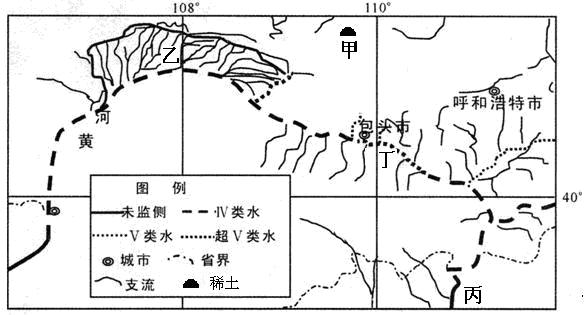 108°
110°
甲
乙
呼和浩特市
河
包头市
黄
丁
40°
图 例
未监侧
Ⅳ类水
Ⅴ类水
超Ⅴ类水
城市
省界
支流
稀土
丙